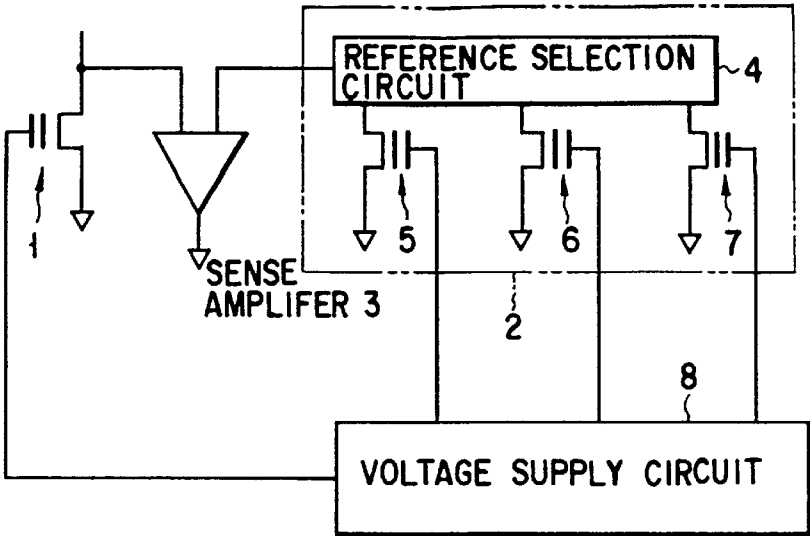 REFERENCE SELECTION
CIRCUIT
4
1
5
6
7
SENSE
AMPLIFER 3
2
8
VOLTAGE SUPPLY CIRCUIT